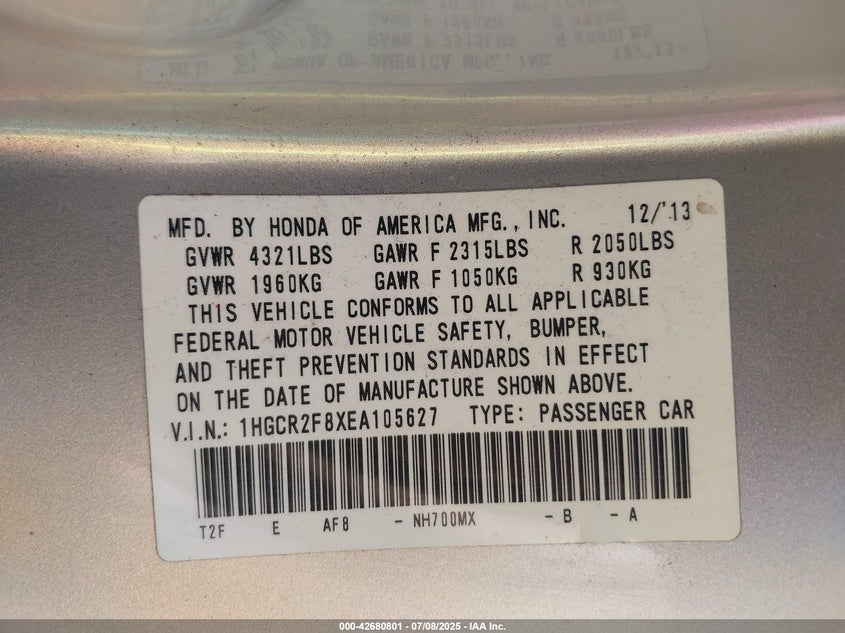 MFD. BY HONDA OF AMERICA MFG., INC. 12/'13
GVWR 4321LBS GAWR F 2315LBS R 2050LBS
GVWR 1960KG GAWR F 1050KG R 930KG
THIS VEHICLE CONFORMS TO ALL APPLICABLE
FEDERAL MOTOR VEHICLE SAFETY, BUMPER,
AND THEFT PREVENTION STANDARDS IN EFFECT
ON THE DATE OF MANUFACTURE SHOWN ABOVE.
V.I.N.: 1HGCR2F8XEA105627 TYPE: PASSENGER CAR
T2F E AF8 - NH700MX - B - A
000-42680801 - 07/08/2025 - IAA Inc.